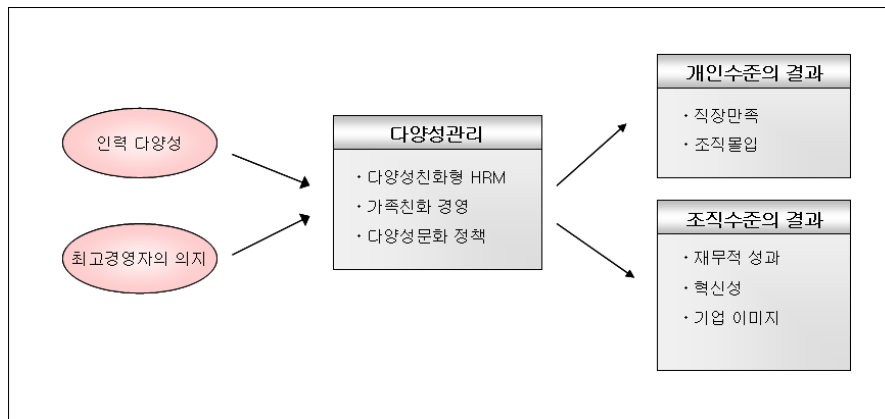 인력 다양성
최고경영자의 의지
다양성관리
· 다양성친화형 HRM
· 가족친화 경영
· 다양성문화 정책
개인수준의 결과
· 직장만족
· 조직몰입
조직수준의 결과
· 재무적 성과
· 혁신성
· 기업 이미지